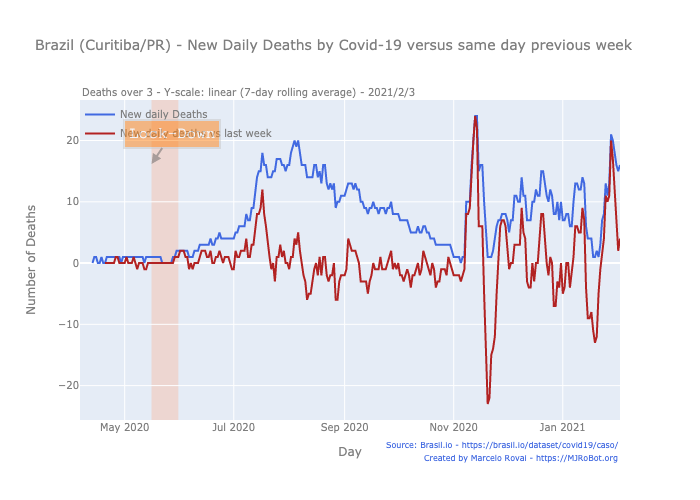 Brazil (Curitiba/PR) - New Daily Deaths by Covid-19 versus same day previous week
Deaths over 3 - Y-scale: linear (7-day rolling average) - 2021/2/3
New daily Deaths
New daily deaths vs last week
Lock-Down
20
10
0
−10
−20
Number of Deaths
May 2020
Jul 2020
Sep 2020
Nov 2020
Jan 2021
Day
Source: Brasil.io - https://brasil.io/dataset/covid19/caso/
Created by Marcelo Rovai - https://MJRoBot.org